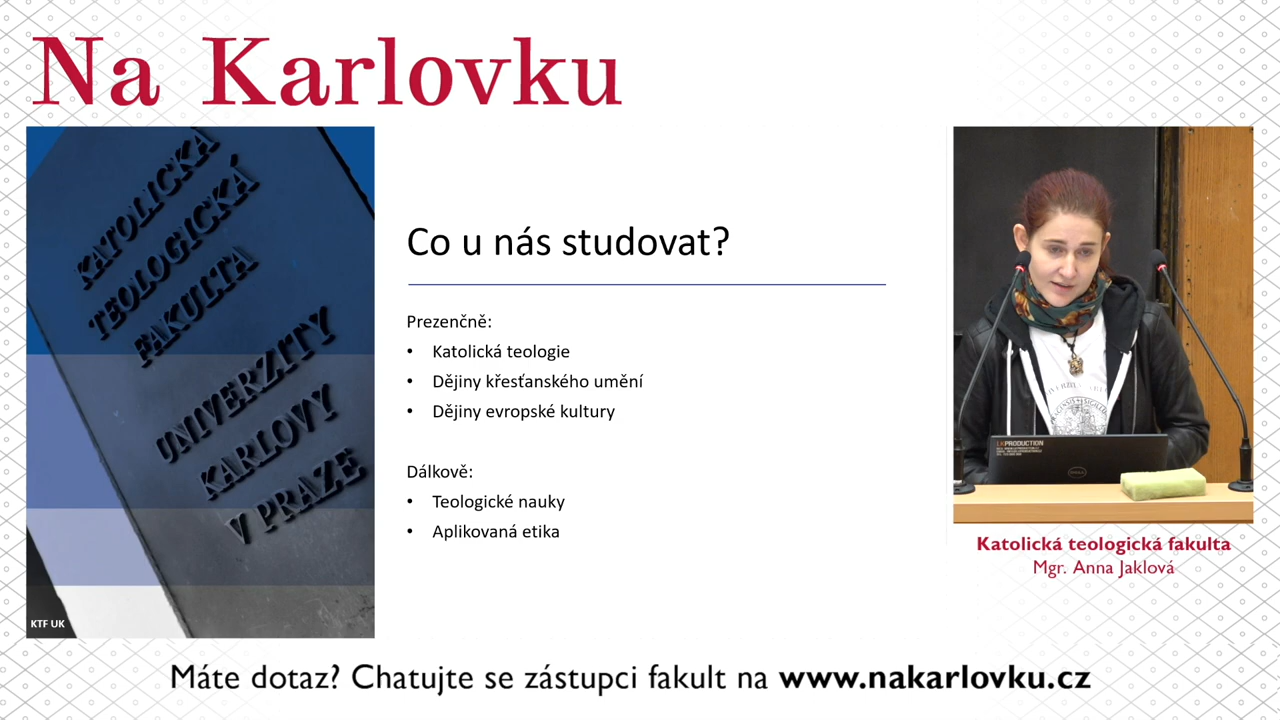 Na Karlovku
KATOLICKÁ
TEOLOGICKÁ
FAKULTA
UNIVERZITY
KARLOVY
V PRAZE
KTF UK
Co u nás studovat?
Prezenčně:
• Katolická teologie
• Dějiny křesťanského umění
• Dějiny evropské kultury
Dálkově:
• Teologické nauky
• Aplikovaná etika
LKPRODUCTION
DELL
Katolická teologická fakulta
Mgr. Anna Jaklová
Máte dotaz? Chatujte se zástupci fakult na www.nakarlovku.cz